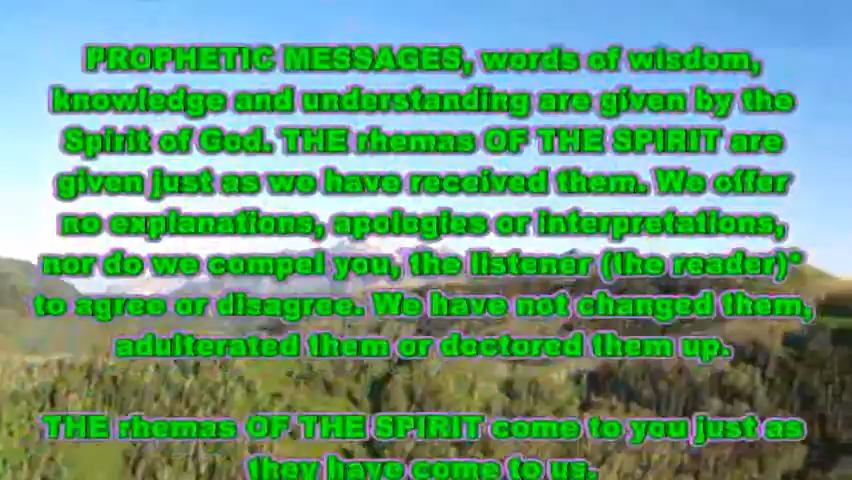 PROPHETIC MESSAGES, words of wisdom,
knowledge and understanding are given by the
Spirit of God. THE rhemas OF THE SPIRIT are
given just as we have received them. We offer
no explanations, apologies or interpretations,
nor do we compel you, the listener (the reader)*
to agree or disagree. We have not changed them,
adulterated them or doctored them up.
THE rhemas OF THE SPIRIT come to you just as
they have come to us.